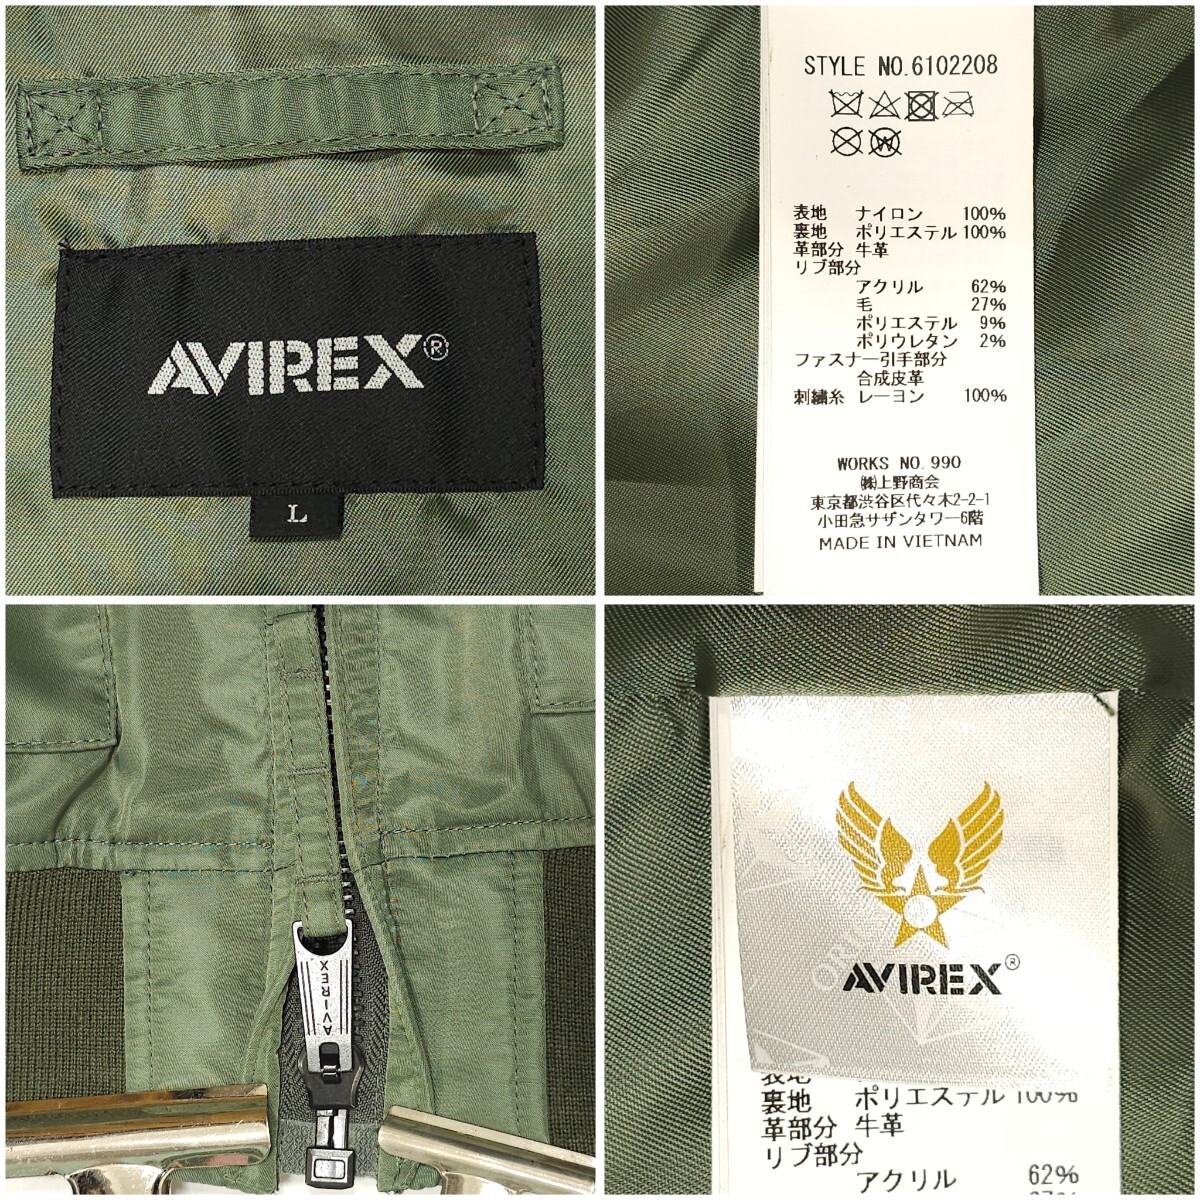 AVIREX®
L
STYLE NO.6102208
W
表地 ナイロン 100%
裏地 ポリエステル 100%
革部分 牛革
リブ部分
アクリル 62%
毛 27%
ポリエステル 9%
ポリウレタン 2%
ファスナー引手部分
合成皮革
刺繍糸 レーヨン 100%
WORKS NO.990
㈱上野商会
東京都渋谷区代々木2-2-1
小田急サザンタワー6階
MADE IN VIETNAM
AVIREX
AVIREX®
表地
裏地 ポリエステル 100%
革部分 牛革
リブ部分
アクリル 62%
27%